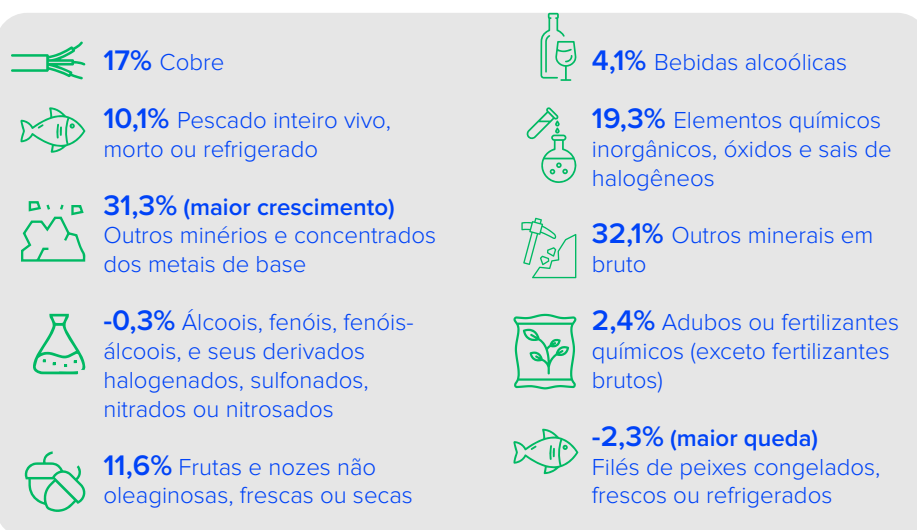 17% Cobre
10,1% Pescado inteiro vivo,
morto ou refrigerado
31,3% (maior crescimento)
Outros minérios e concentrados
dos metais de base
-0,3% Álcoois, fenóis, fenóis-
álcoois, e seus derivados
halogenados, sulfonados,
nitrados ou nitrosados
11,6% Frutas e nozes não
oleaginosas, frescas ou secas
4,1% Bebidas alcoólicas
19,3% Elementos químicos
inorgânicos, óxidos e sais de
halogêneos
32,1% Outros minerais em
bruto
2,4% Adubos ou fertilizantes
químicos (exceto fertilizantes
brutos)
-2,3% (maior queda)
Filés de peixes congelados,
frescos ou refrigerados